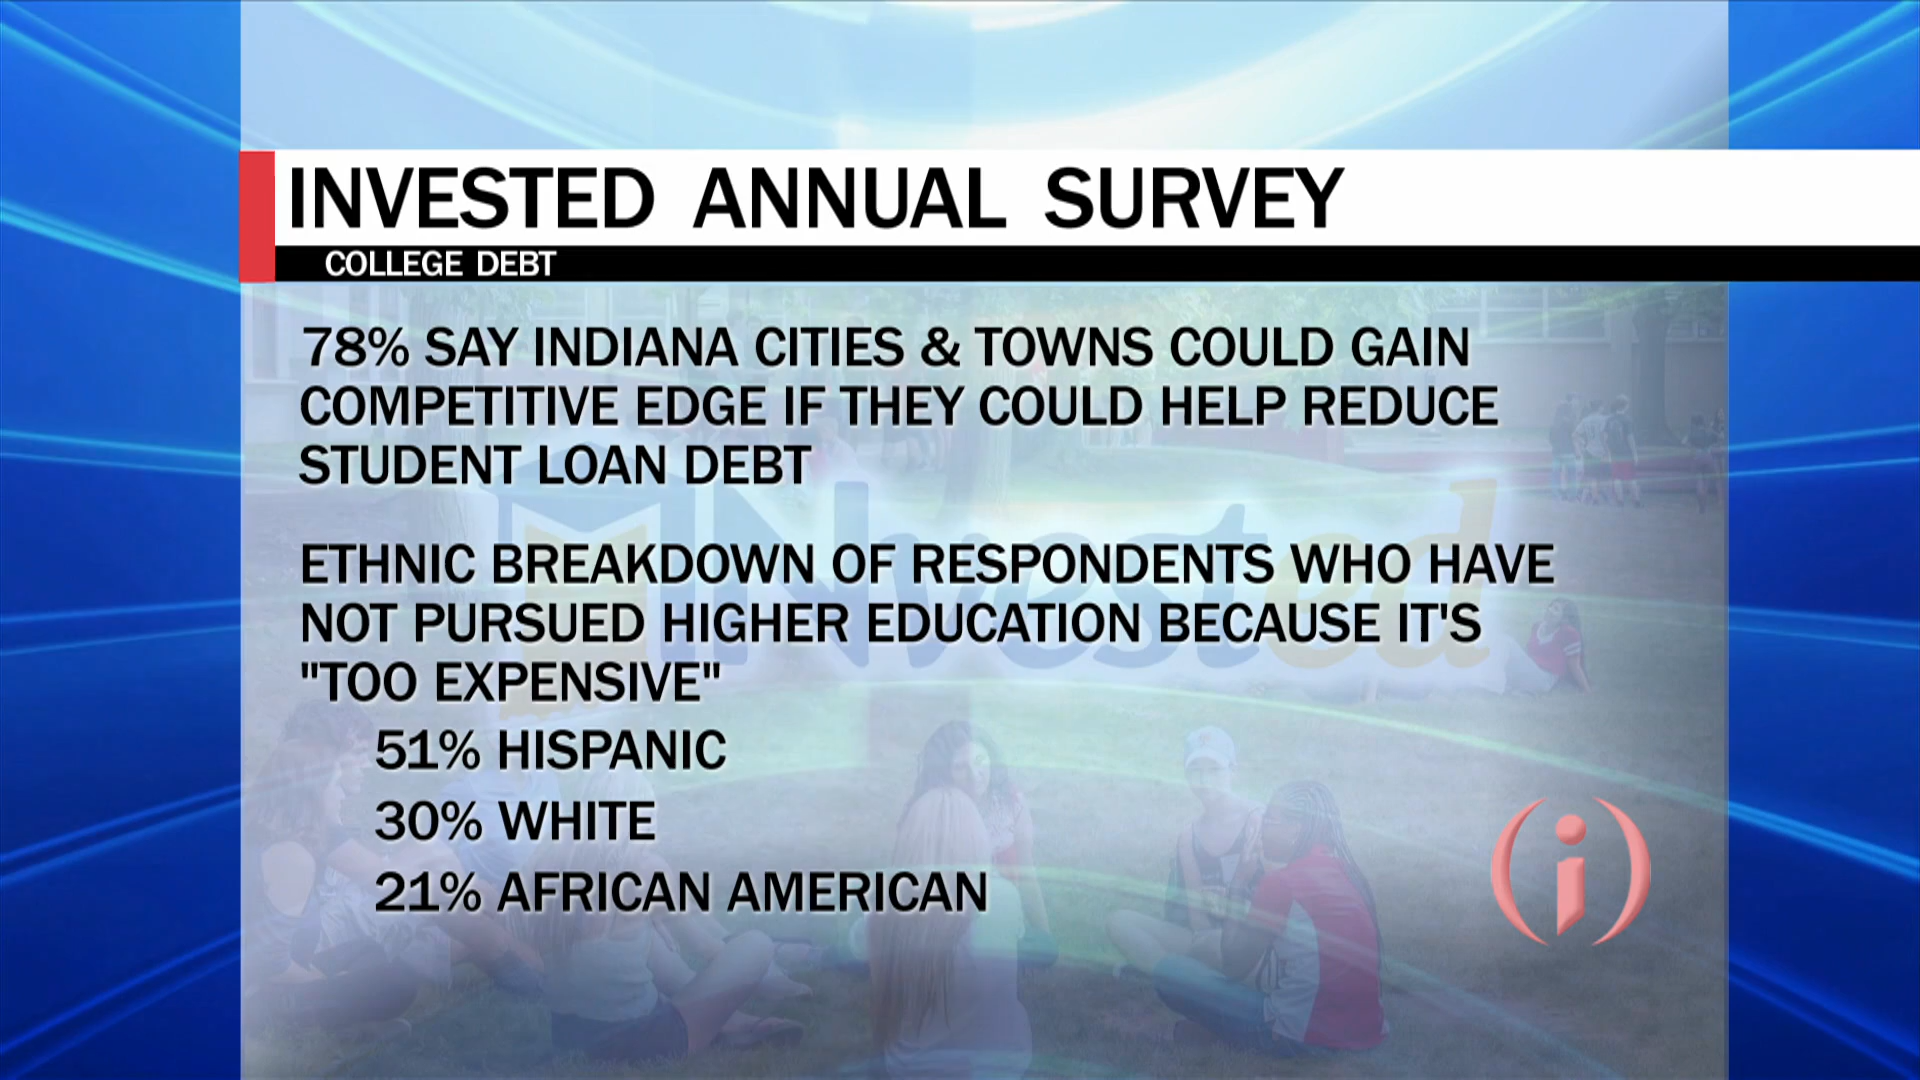 INVESTED ANNUAL SURVEY
COLLEGE DEBT
78% SAY INDIANA CITIES & TOWNS COULD GAIN
COMPETITIVE EDGE IF THEY COULD HELP REDUCE
STUDENT LOAN DEBT
INvested
ETHNIC BREAKDOWN OF RESPONDENTS WHO HAVE
NOT PURSUED HIGHER EDUCATION BECAUSE IT'S
"TOO EXPENSIVE"
51% HISPANIC
30% WHITE
21% AFRICAN AMERICAN
(i)